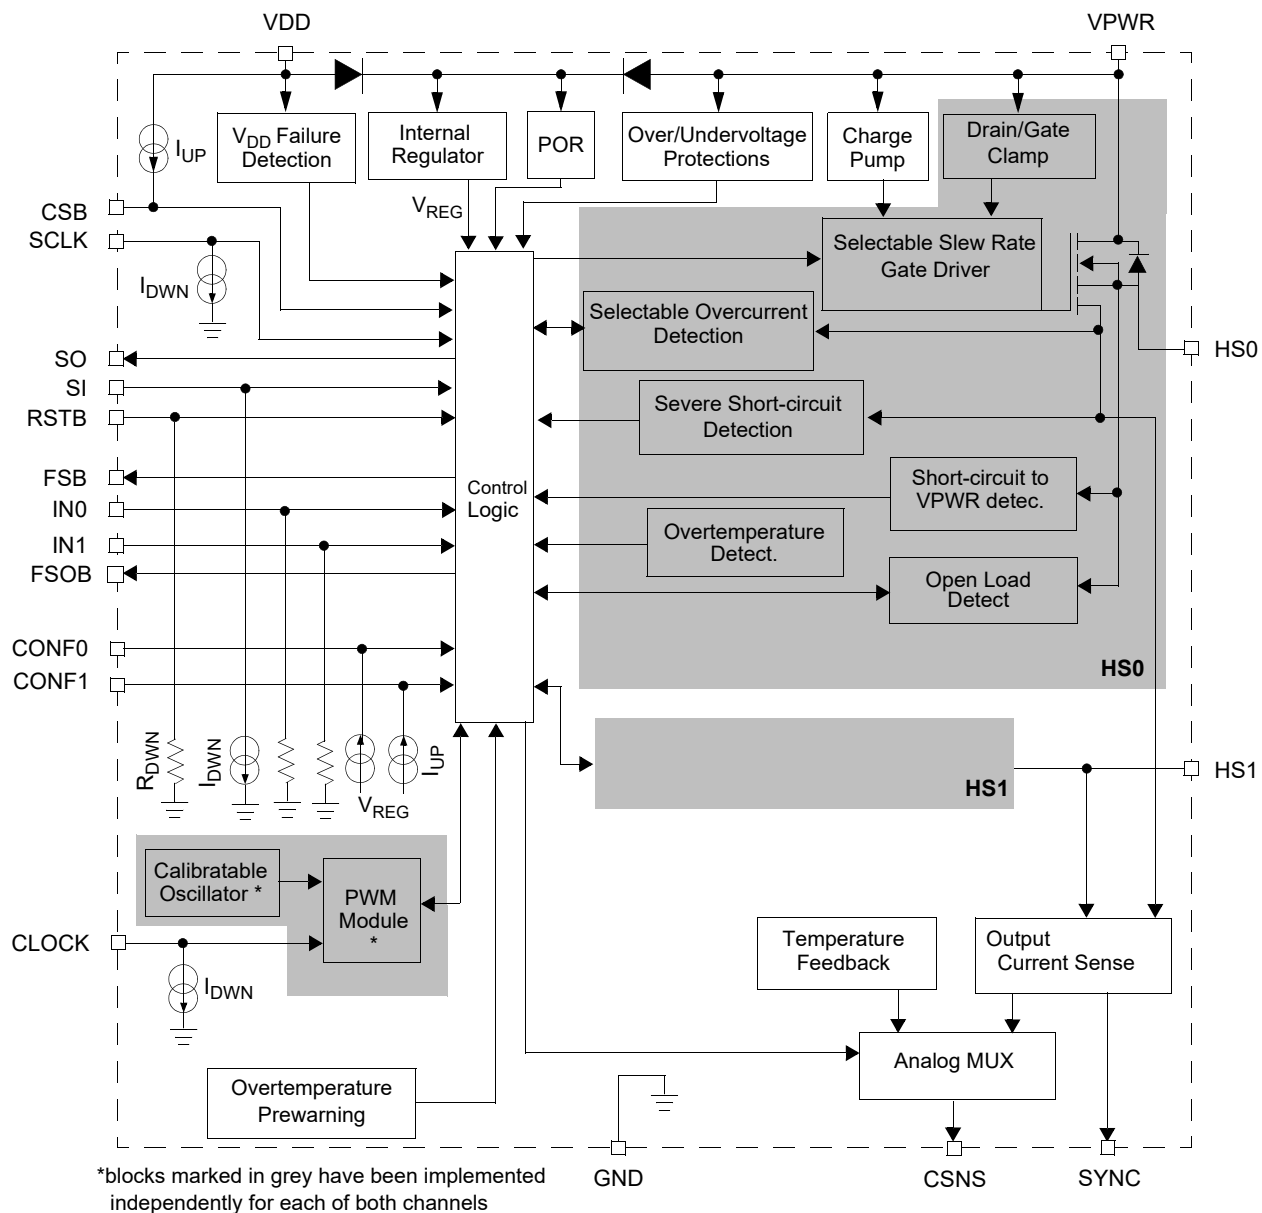 VDD
VPWR
VDD Failure
Detection
Internal
Regulator
POR
Over/Undervoltage
Protections
Charge
Pump
Drain/Gate
Clamp
IUP
VREG
CSB
SCLK
IDWN
Selectable Slew Rate
Gate Driver
Selectable Overcurrent
Detection
HS0
SO
SI
RSTB
Severe Short-circuit
Detection
FSB
IN0
IN1
FSOB
Control
Logic
Short-circuit to
VPWR detec.
Overtemperature
Detect.
Open Load
Detect
CONF0
CONF1
HS0
RDWN
IDWN
VREG
IUP
HS1
HS1
Calibratable
Oscillator *
PWM
Module
*
CLOCK
IDWN
Temperature
Feedback
Output
Current Sense
Analog MUX
Overtemperature
Prewarning
GND
CSNS
SYNC
*blocks marked in grey have been implemented
independently for each of both channels